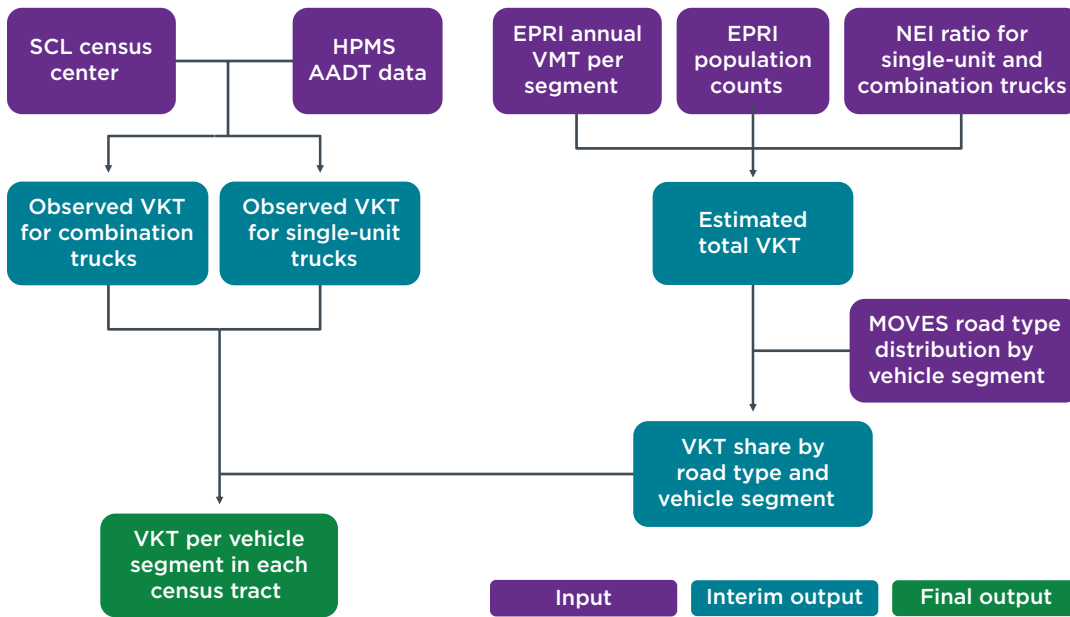 SCL census
center
HPMS
AADT data
EPRI annual
VMT per
segment
EPRI
population
counts
NEI ratio for
single-unit and
combination trucks
Observed VKT
for combination
trucks
Observed VKT
for single-unit
trucks
Estimated
total VKT
MOVES road type
distribution by
vehicle segment
VKT share by
road type and
vehicle segment
VKT per vehicle
segment in each
census tract
Input
Interim output
Final output